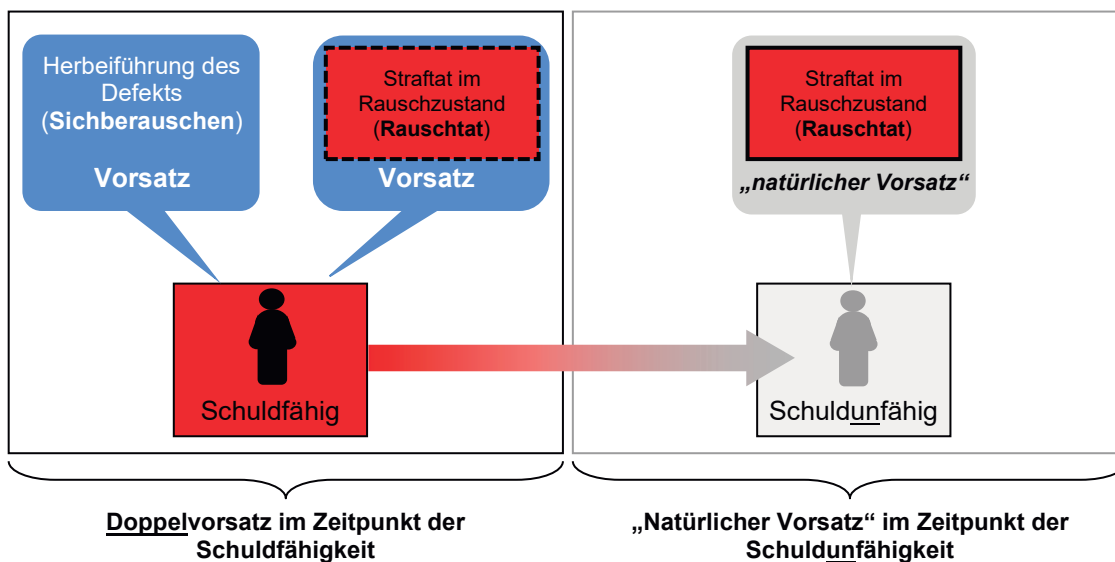 Herbeiführung des
Defekts
(Sichberauschen)
Vorsatz
Straftat im
Rauschzustand
(Rauschtat)
Vorsatz
Schuldfähig
Straftat im
Rauschzustand
(Rauschtat)
„natürlicher Vorsatz“
Schuldunfähig
Doppelvorsatz im Zeitpunkt der
Schuldfähigkeit
„Natürlicher Vorsatz“ im Zeitpunkt der
Schuldunfähigkeit